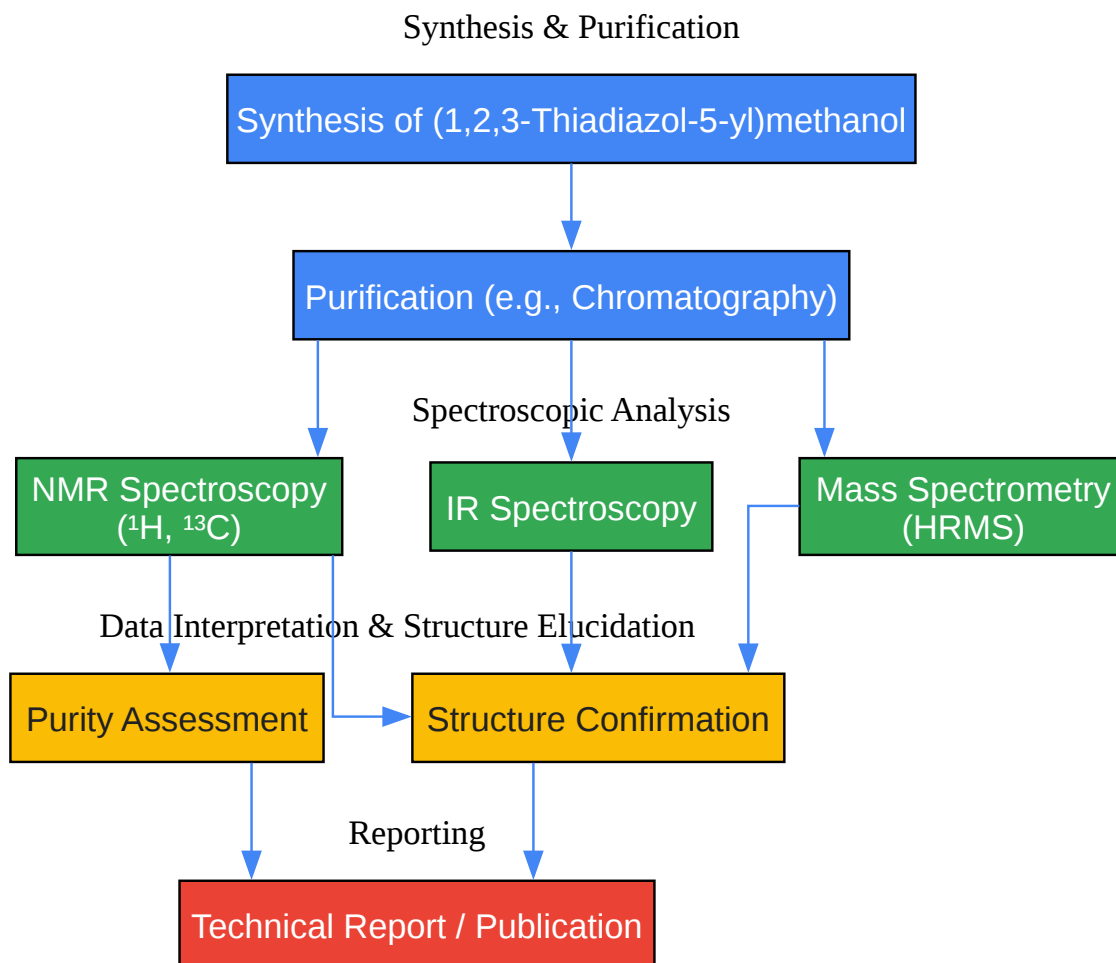 Synthesis & Purification
Synthesis of (1,2,3-Thiadiazol-5-yl)methanol
Purification (e.g., Chromatography)
Spectroscopic Analysis
NMR Spectroscopy
(¹H, ¹³C)
IR Spectroscopy
Mass Spectrometry
(HRMS)
Data Interpretation & Structure Elucidation
Purity Assessment
Structure Confirmation
Reporting
Technical Report / Publication